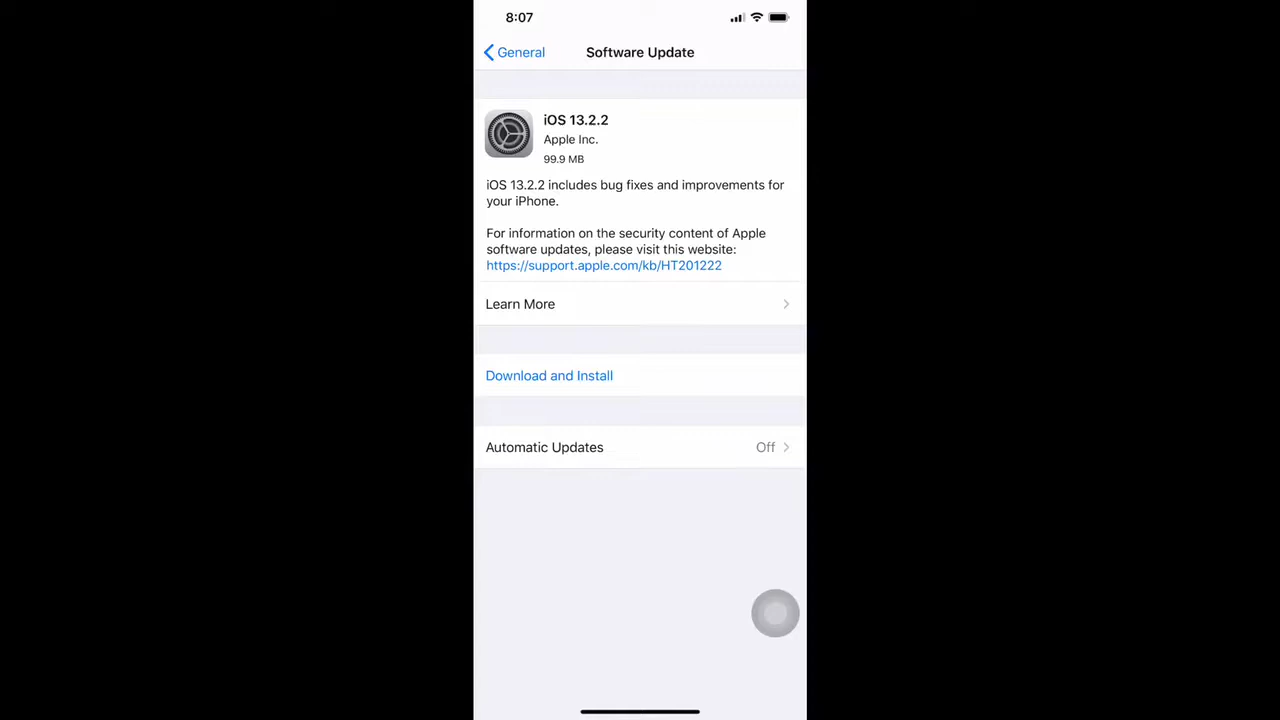 8:07
General
Software Update
iOS 13.2.2
Apple Inc.
99.9 MB
iOS 13.2.2 includes bug fixes and improvements for
your iPhone.
For information on the security content of Apple
software updates, please visit this website:
https://support.apple.com/kb/HT201222
Learn More
Download and Install
Automatic Updates Off